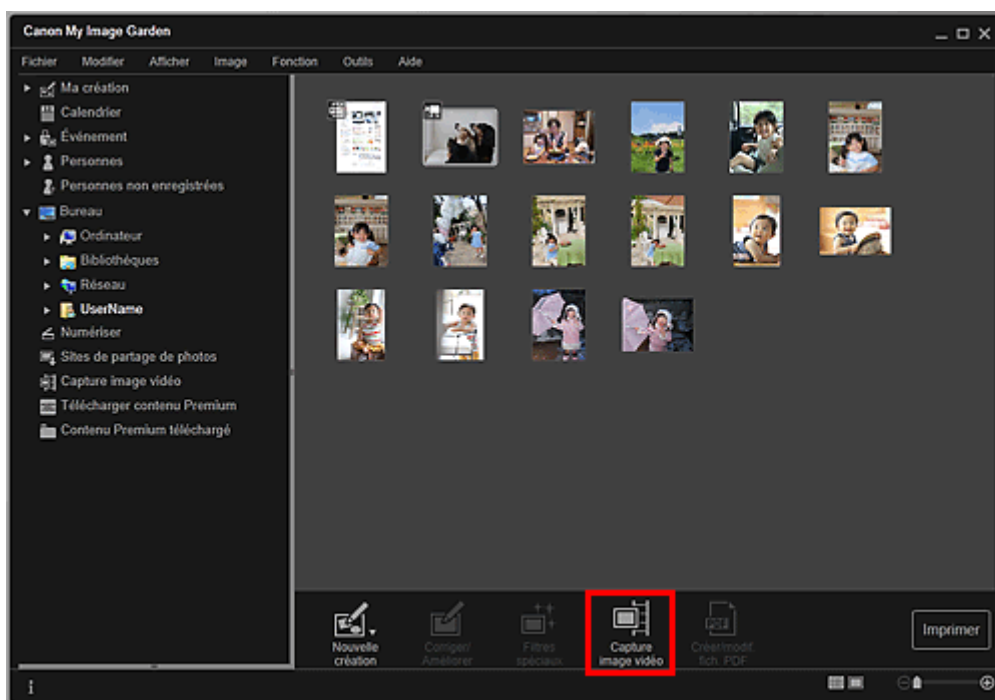 Canon My Image Garden
Fichier Modifier Afficher Image Fonction Outils Aide
Ma création
Calendrier
Événement
Personnes
Personnes non enregistrées
Bureau
Ordinateur
Bibliothèques
Réseau
UserName
Numériser
Sites de partage de photos
Capture image vidéo
Télécharger contenu Premium
Contenu Premium téléchargé
Nouvelle
création
Corriger/
Améliorer
Filtres
spéciaux
Capture
image vidéo
PDF
Créer/modif.
fich. PDF
Imprimer